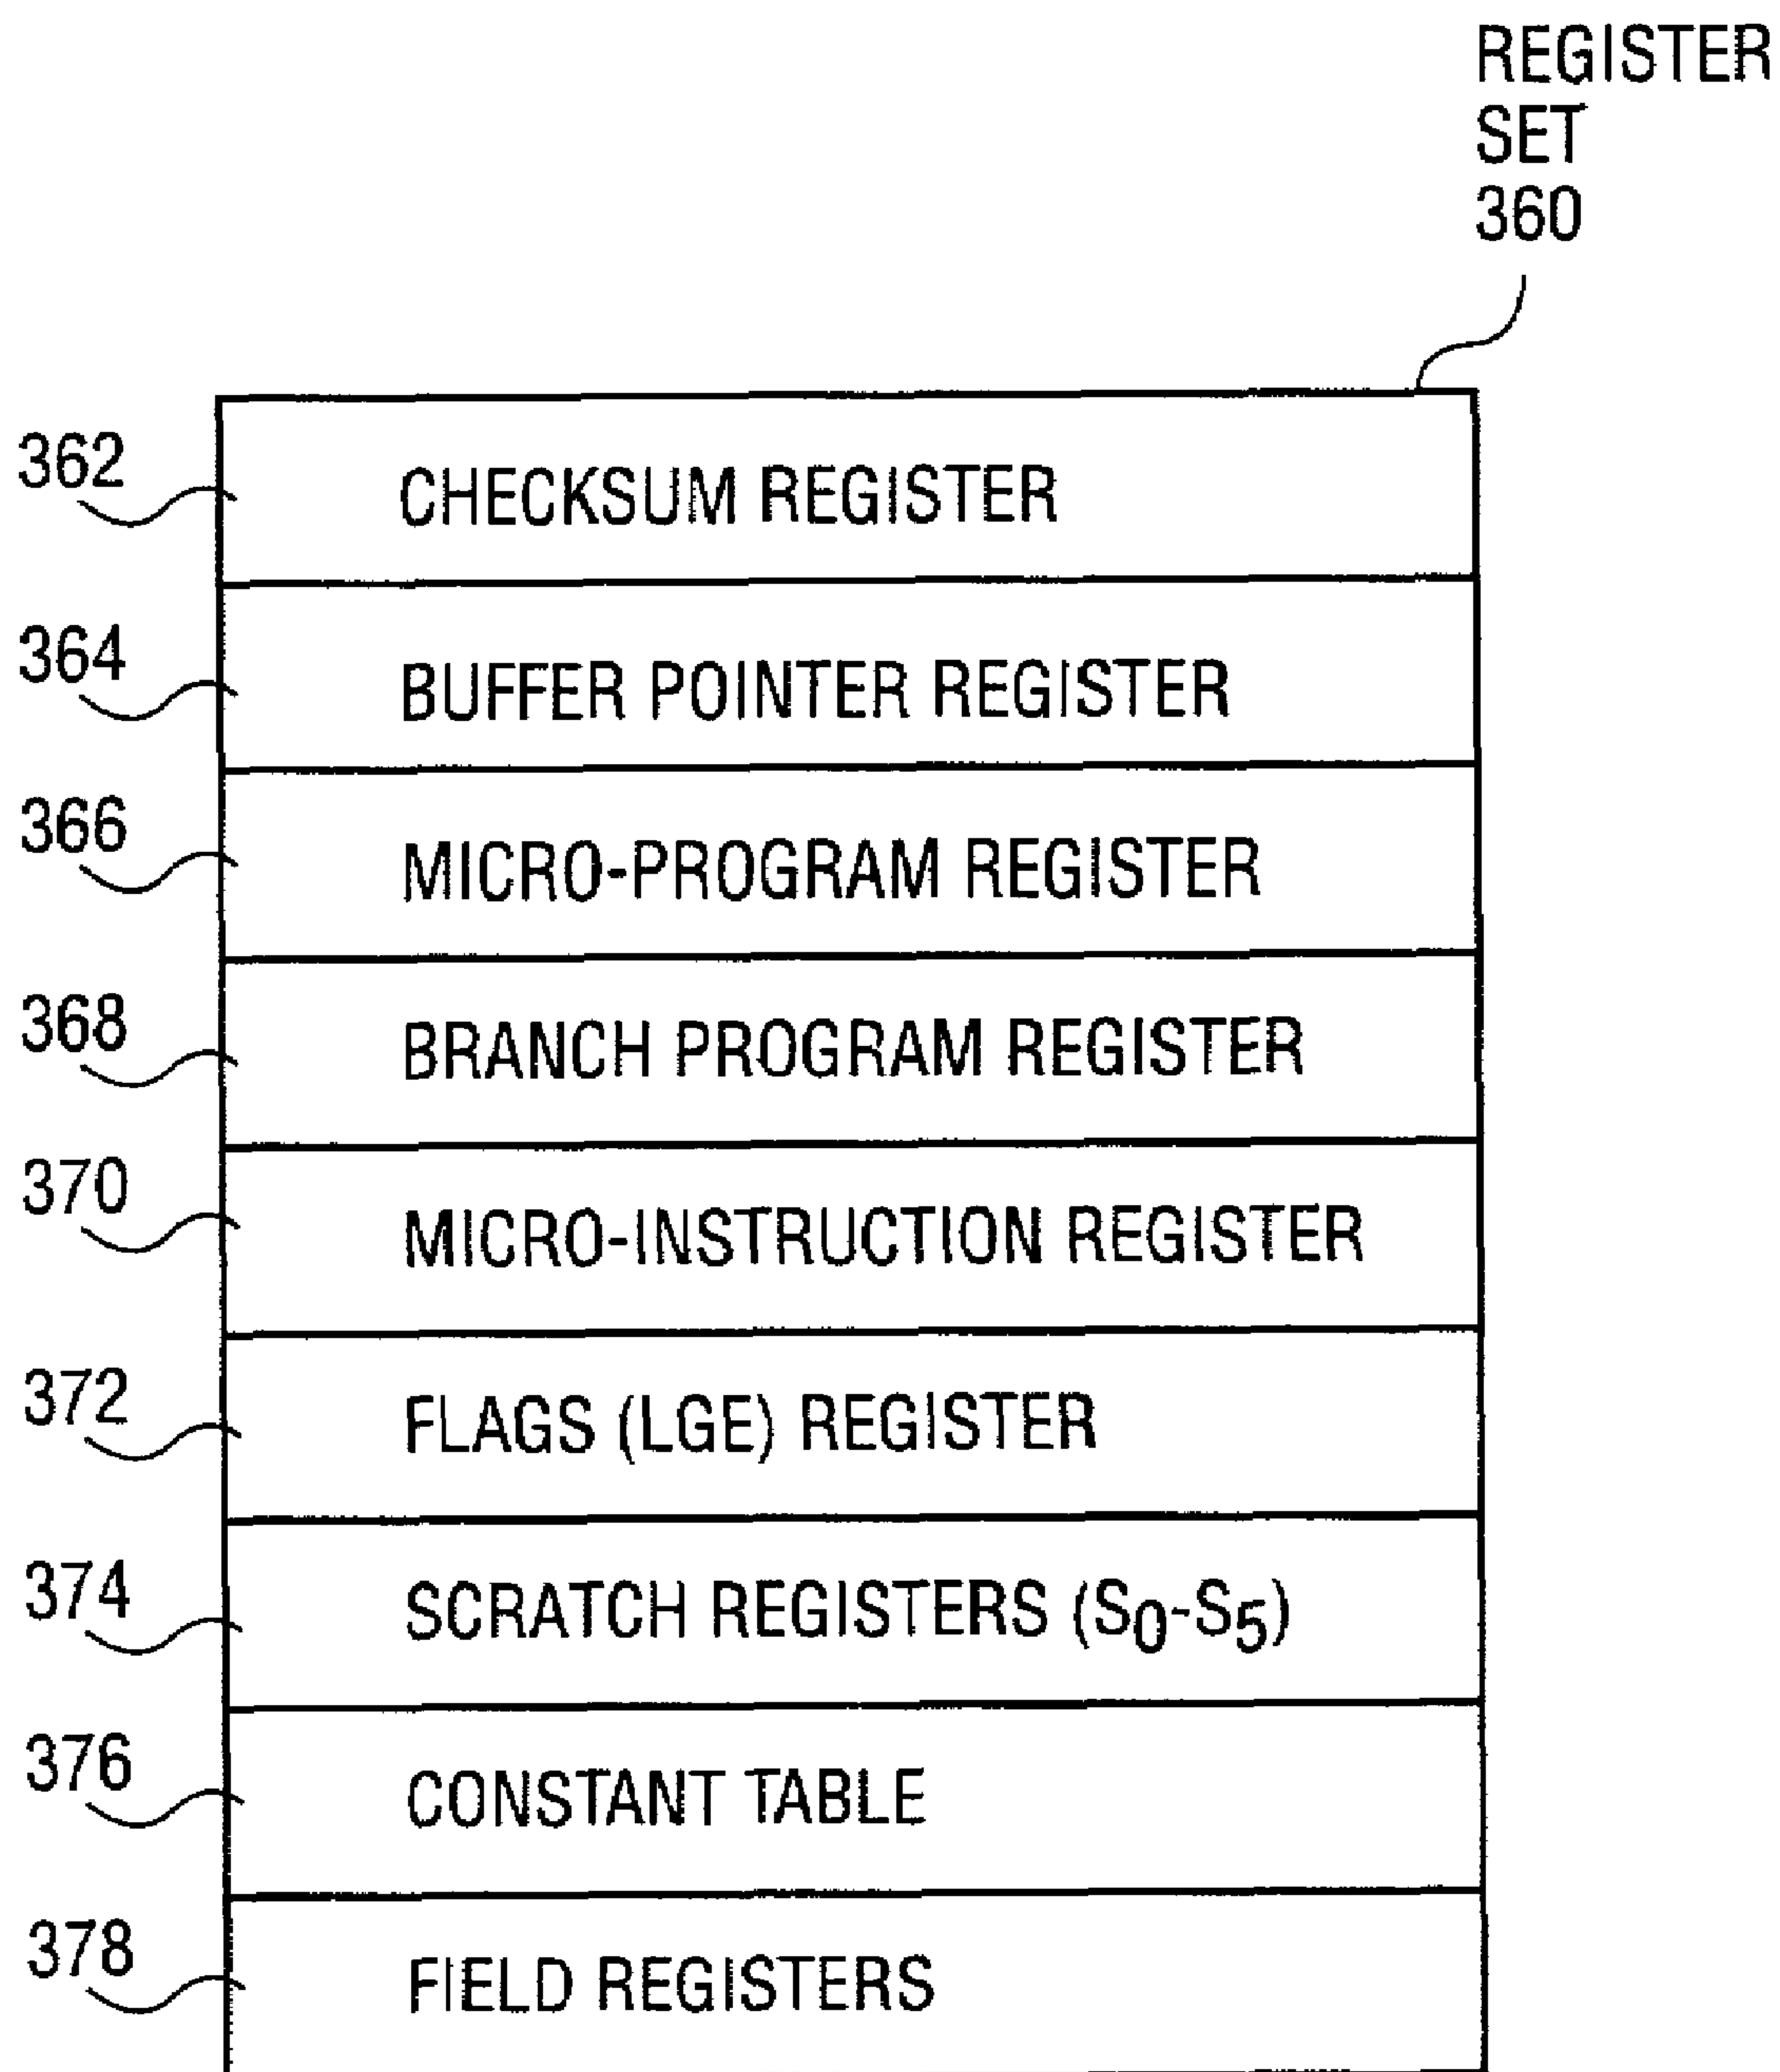 REGISTER
SET
360
362
CHECKSUM REGISTER
364
BUFFER POINTER REGISTER
366
MICRO-PROGRAM REGISTER
368
BRANCH PROGRAM REGISTER
370
MICRO-INSTRUCTION REGISTER
372
FLAGS (LGE) REGISTER
374
SCRATCH REGISTERS (S0-S5)
376
CONSTANT TABLE
378
FIELD REGISTERS